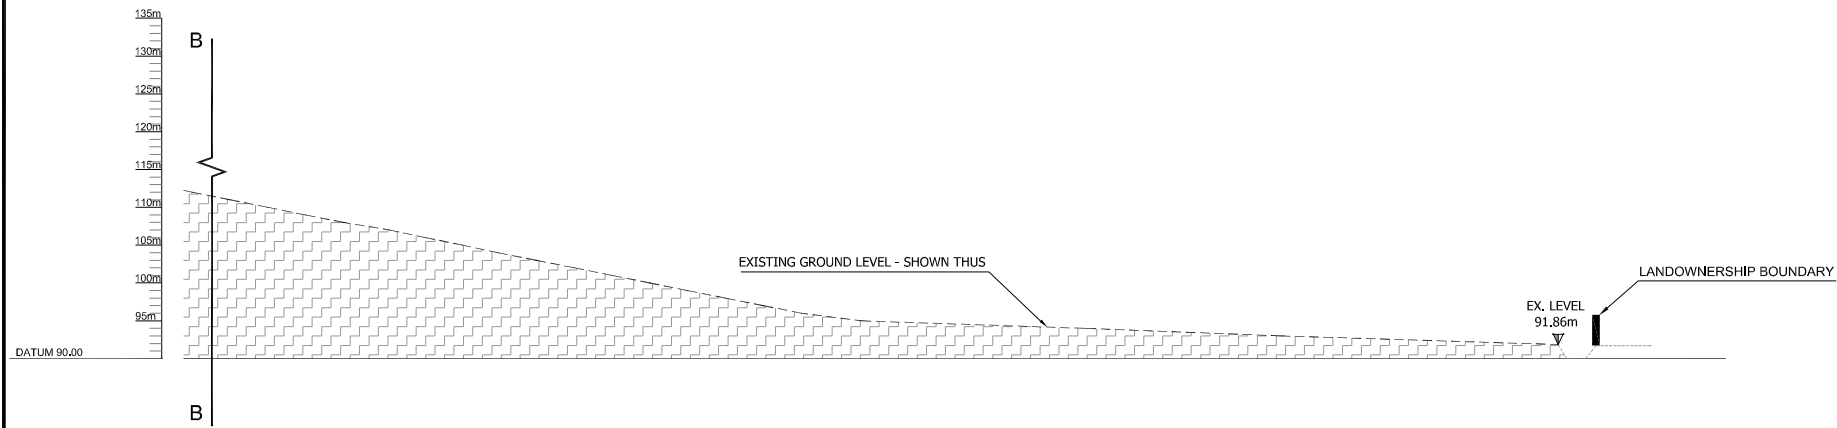 135m
B
130m
125m
120m
115m
110m
105m
EXISTING GROUND LEVEL - SHOWN THUS
LANDOWNERSHIP BOUNDARY
100m
EX. LEVEL
91.86m
95m
DATUM 90.00
B